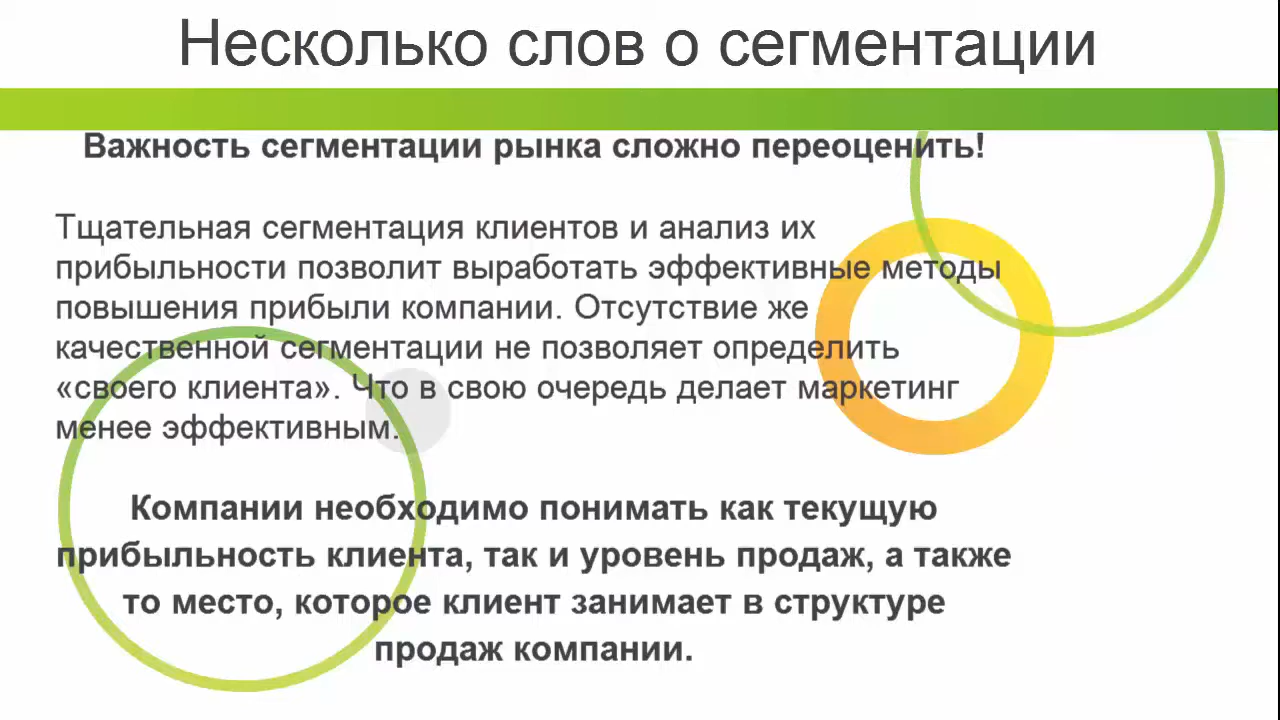 Несколько слов о сегментации
Важность сегментации рынка сложно переоценить!
Тщательная сегментация клиентов и анализ их
прибыльности позволит выработать эффективные методы
повышения прибыли компании. Отсутствие же
качественной сегментации не позволяет определить
«своего клиента». Что в свою очередь делает маркетинг
менее эффективным.
Компании необходимо понимать как текущую
прибыльность клиента, так и уровень продаж, а также
то место, которое клиент занимает в структуре
продаж компании.